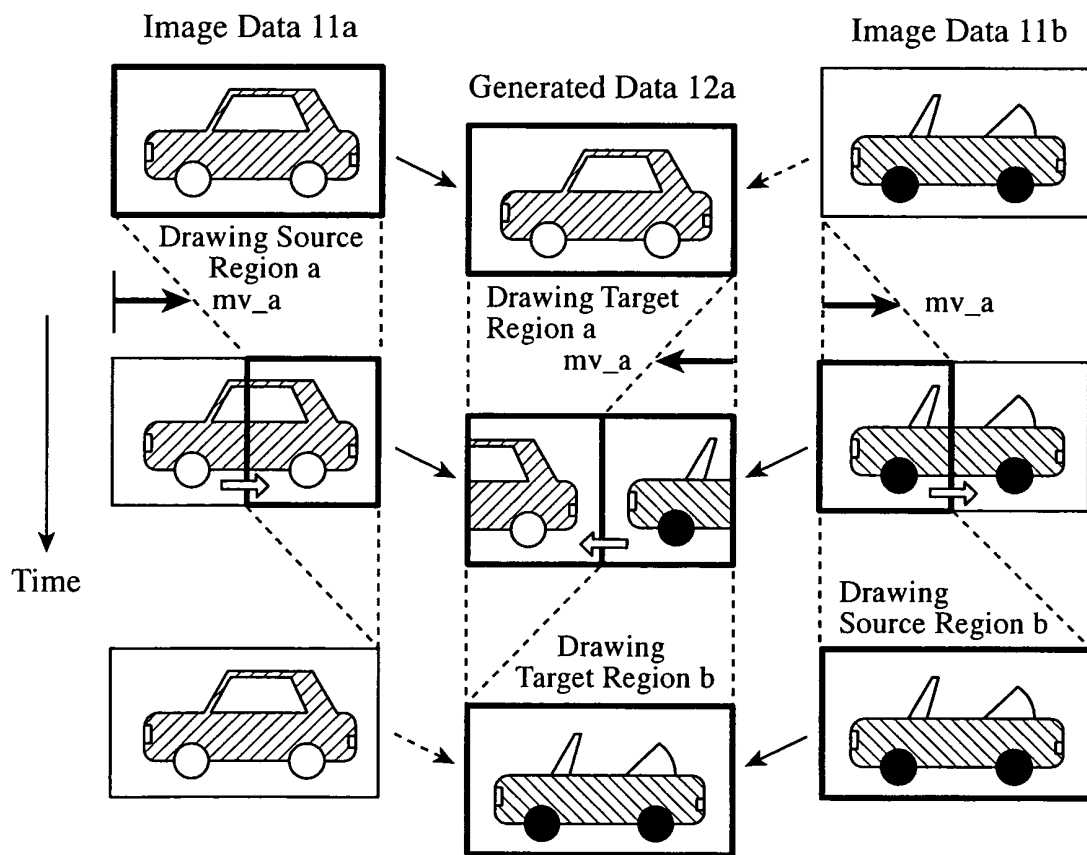 Image Data 11a
Generated Data 12a
Image Data 11b
Drawing Source
Region a
mv_a
Drawing Target
Region a
mv_a
mv_a
Time
Drawing
Target Region b
Drawing
Source Region b